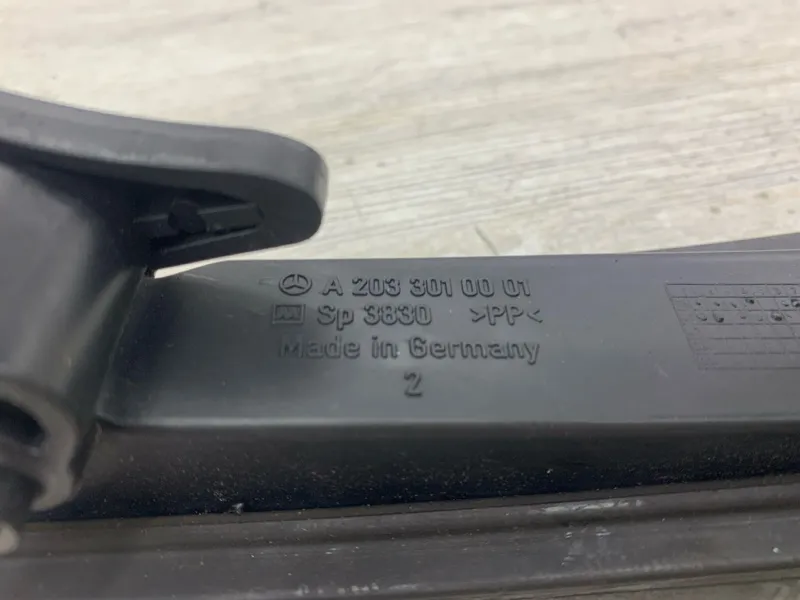 A 203 301 00 01
Sp 3830 >PP<
Made in Germany
2